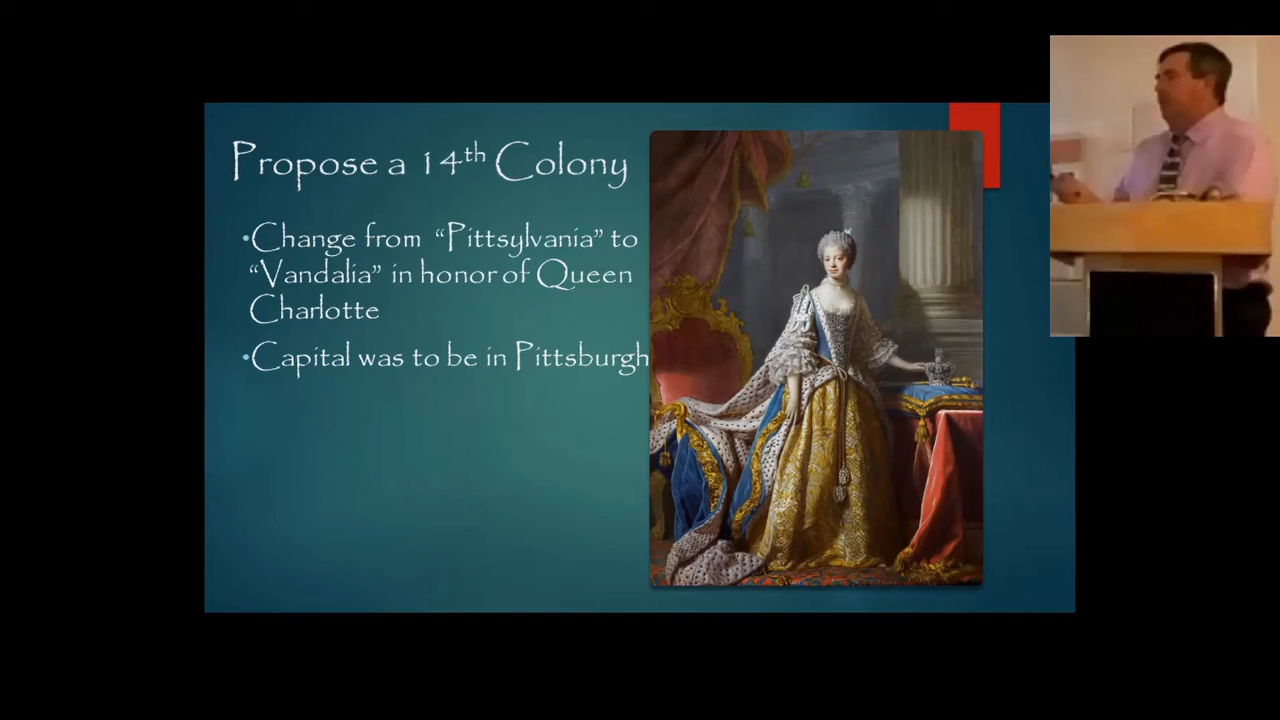 Propose a 14th Colony
•Change from “Pittsylvania” to
“Vandalia” in honor of Queen
Charlotte
•Capital was to be in Pittsburgh